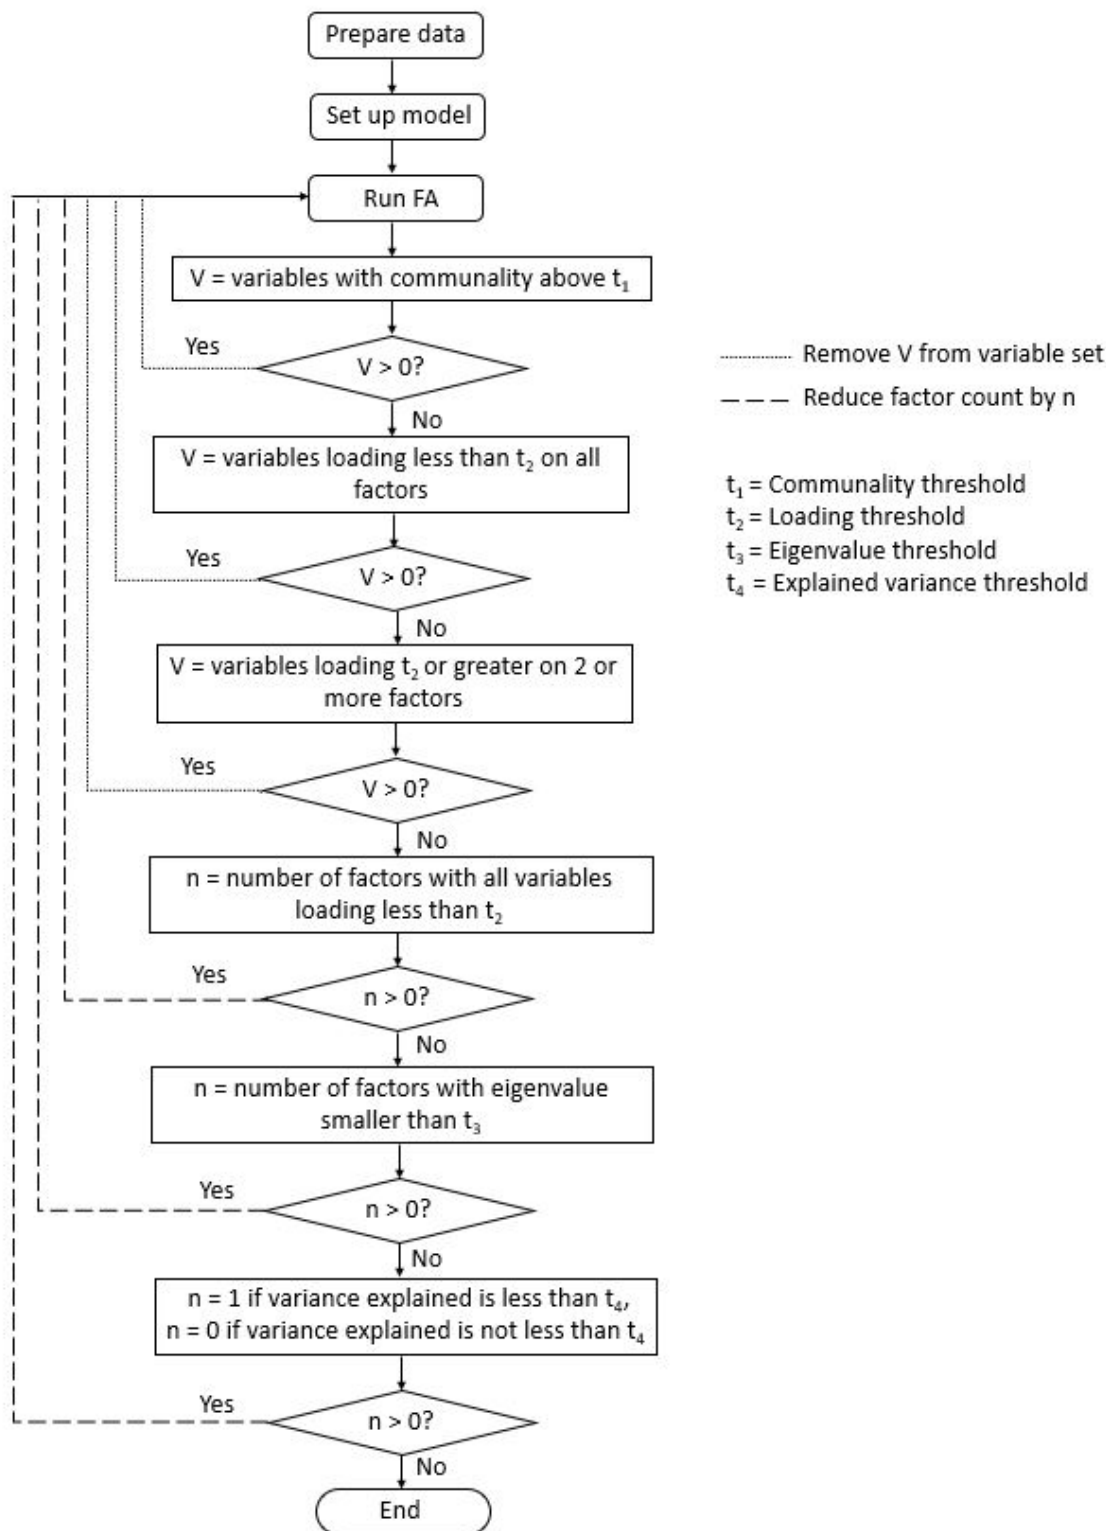 Prepare data
Set up model
Run FA
V = variables with communality above t₁
Yes
V > 0?
No
V = variables loading less than t₂ on all
factors
Yes
V > 0?
No
V = variables loading t₂ or greater on 2 or
more factors
Yes
V > 0?
No
n = number of factors with all variables
loading less than t₂
Yes
n > 0?
No
n = number of factors with eigenvalue
smaller than t₃
Yes
n > 0?
No
n = 1 if variance explained is less than t₄,
n = 0 if variance explained is not less than t₄
Yes
n > 0?
No
End
Remove V from variable set
Reduce factor count by n
t₁ = Communality threshold
t₂ = Loading threshold
t₃ = Eigenvalue threshold
t₄ = Explained variance threshold